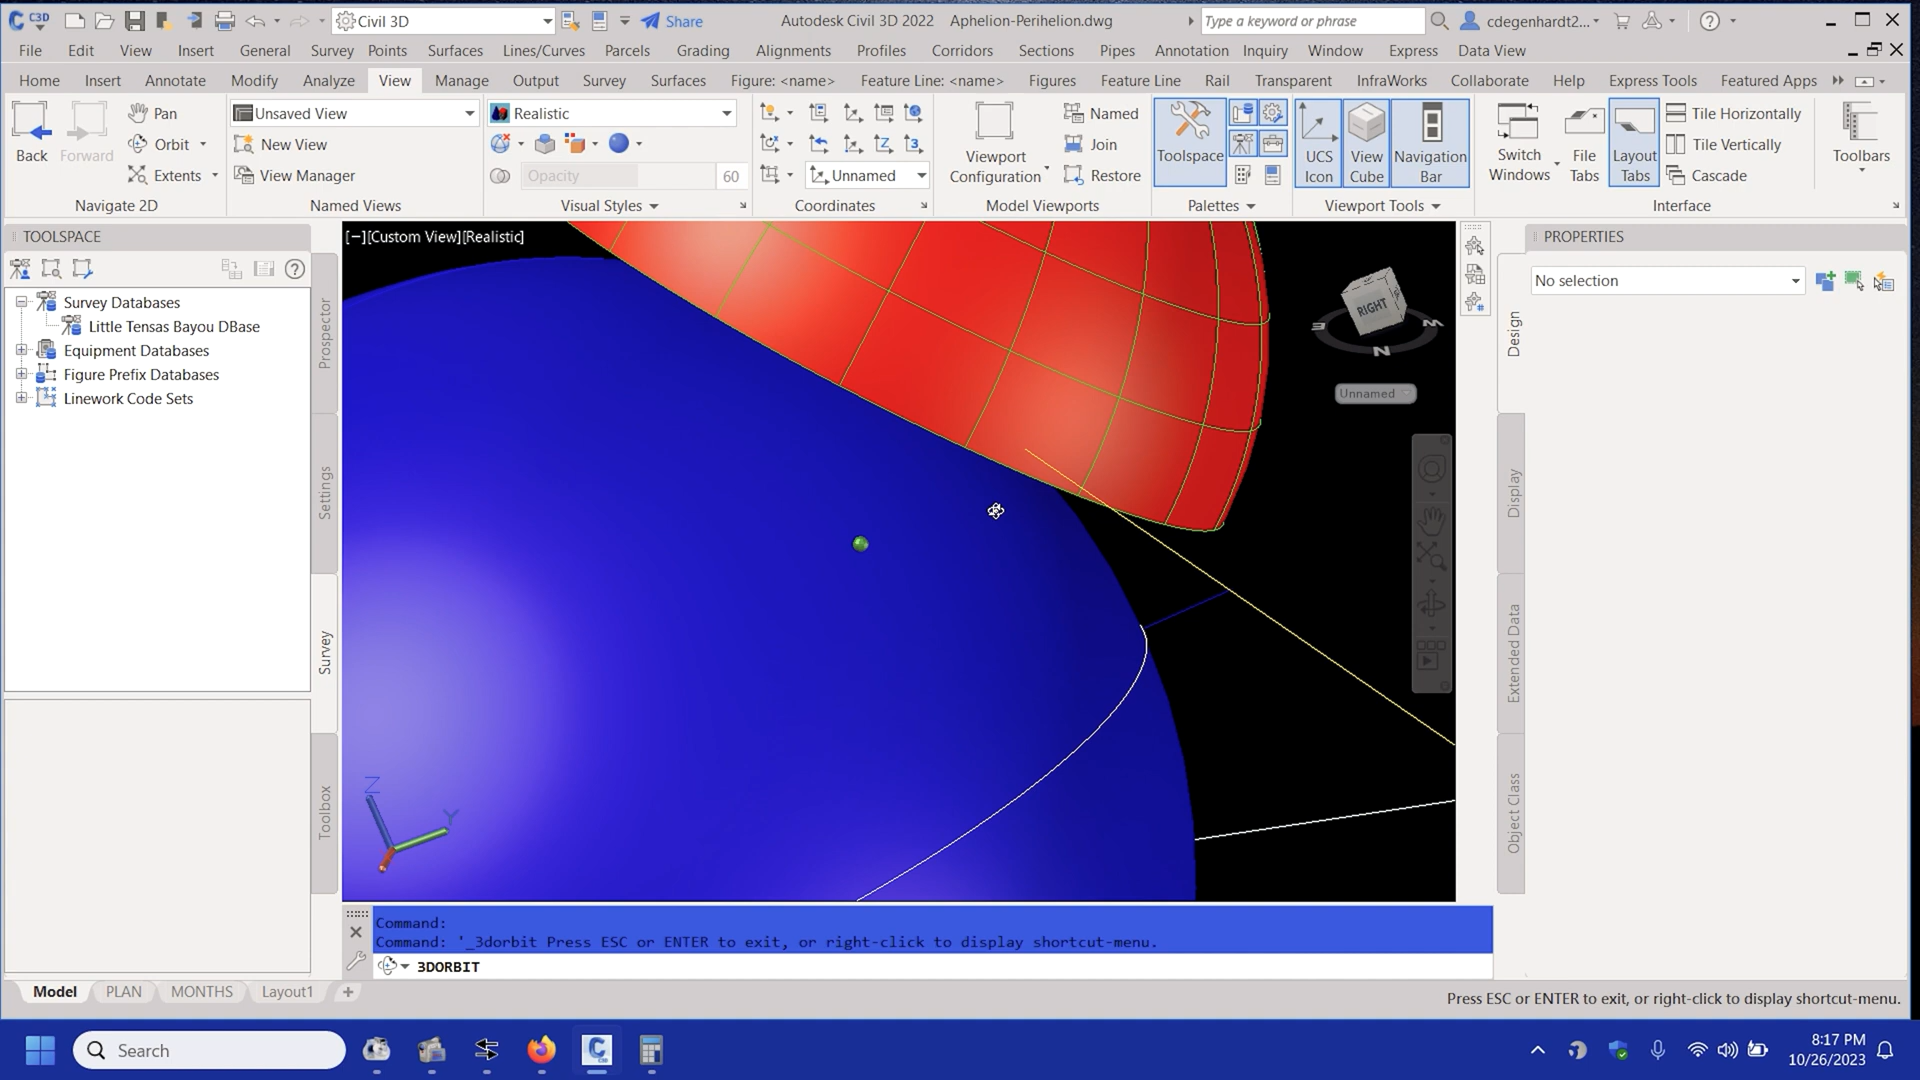 C3D Civil 3D Share Autodesk Civil 3D 2022 Aphelion-Perihelion.dwg Type a keyword or phrase cdegenhardt2...
File Edit View Insert General Survey Points Surfaces Lines/Curves Parcels Grading Alignments Profiles Corridors Sections Pipes Annotation Inquiry Window Express Data View
Home Insert Annotate Modify Analyze View Manage Output Survey Surfaces Figure: <name> Feature Line: <name> Figures Feature Line Rail Transparent InfraWorks Collaborate Help Express Tools Featured Apps
Pan Unsaved View Realistic Named Tile Horizontally
Orbit New View Join Tile Vertically
Back Forward Toolspace Viewport Configuration UCS Icon View Cube Navigation Bar Switch Windows File Tabs Layout Tabs Toolbars
Extents View Manager Opacity 60 Unnamed Restore Cascade
Navigate 2D Named Views Visual Styles Coordinates Model Viewports Palettes Viewport Tools Interface
TOOLSPACE
[−][Custom View][Realistic]
PROPERTIES
No selection
Survey Databases
Little Tensas Bayou DBase
Equipment Databases
Figure Prefix Databases
Linework Code Sets
Prospector
Settings
Survey
Toolbox
RIGHT
N
Unnamed
Design
Display
Extended Data
Object Class
Z
Y
Command:
Command: '_3dorbit Press ESC or ENTER to exit, or right-click to display shortcut-menu.
3DORBIT
Model PLAN MONTHS Layout1 +
Press ESC or ENTER to exit, or right-click to display shortcut-menu.
Search
8:17 PM
10/26/2023